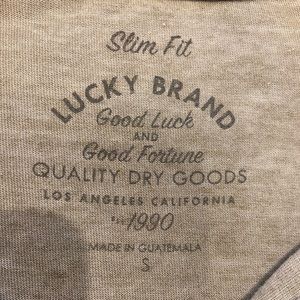 Slim Fit
LUCKY BRAND
Good Luck
AND
Good Fortune
QUALITY DRY GOODS
LOS ANGELES CALIFORNIA
1990
MADE IN GUATEMALA
S